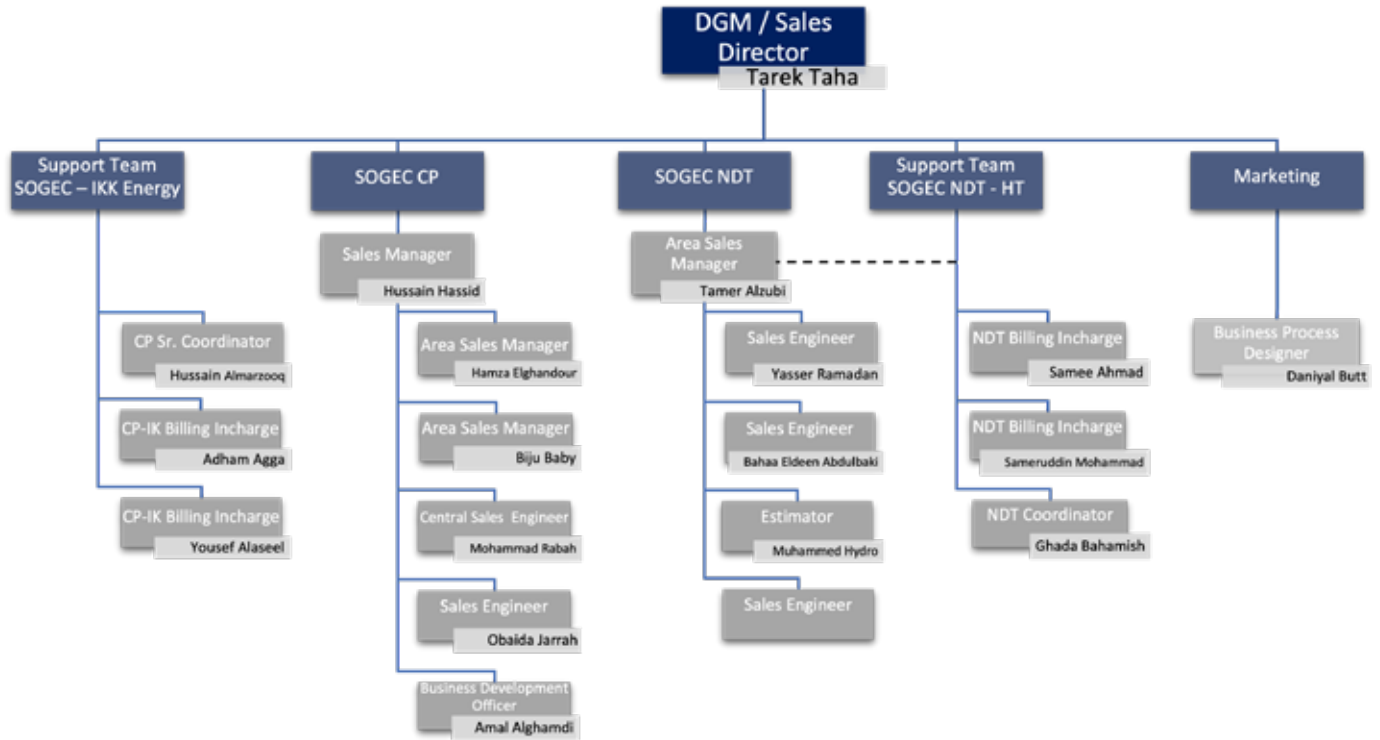 DGM / Sales
Director
Tarek Taha
Support Team
SOGEC – IKK Energy
CP Sr. Coordinator
Hussain Almarzooq
CP-IK Billing Incharge
Adham Agga
CP-IK Billing Incharge
Yousef Alaseel
SOGEC CP
Sales Manager
Hussain Hassid
Area Sales Manager
Hamza Elghandour
Area Sales Manager
Biju Baby
Central Sales Engineer
Mohammad Rabah
Sales Engineer
Obaida Jarrah
Business Development
Officer
Amal Alghamdi
SOGEC NDT
Area Sales
Manager
Tamer Alzubi
Sales Engineer
Yasser Ramadan
Sales Engineer
Bahaa Eldeen Abdulbaki
Estimator
Muhammed Hydro
Sales Engineer
Support Team
SOGEC NDT - HT
NDT Billing Incharge
Samee Ahmad
NDT Billing Incharge
Sameruddin Mohammad
NDT Coordinator
Ghada Bahamish
Marketing
Business Process
Designer
Daniyal Butt